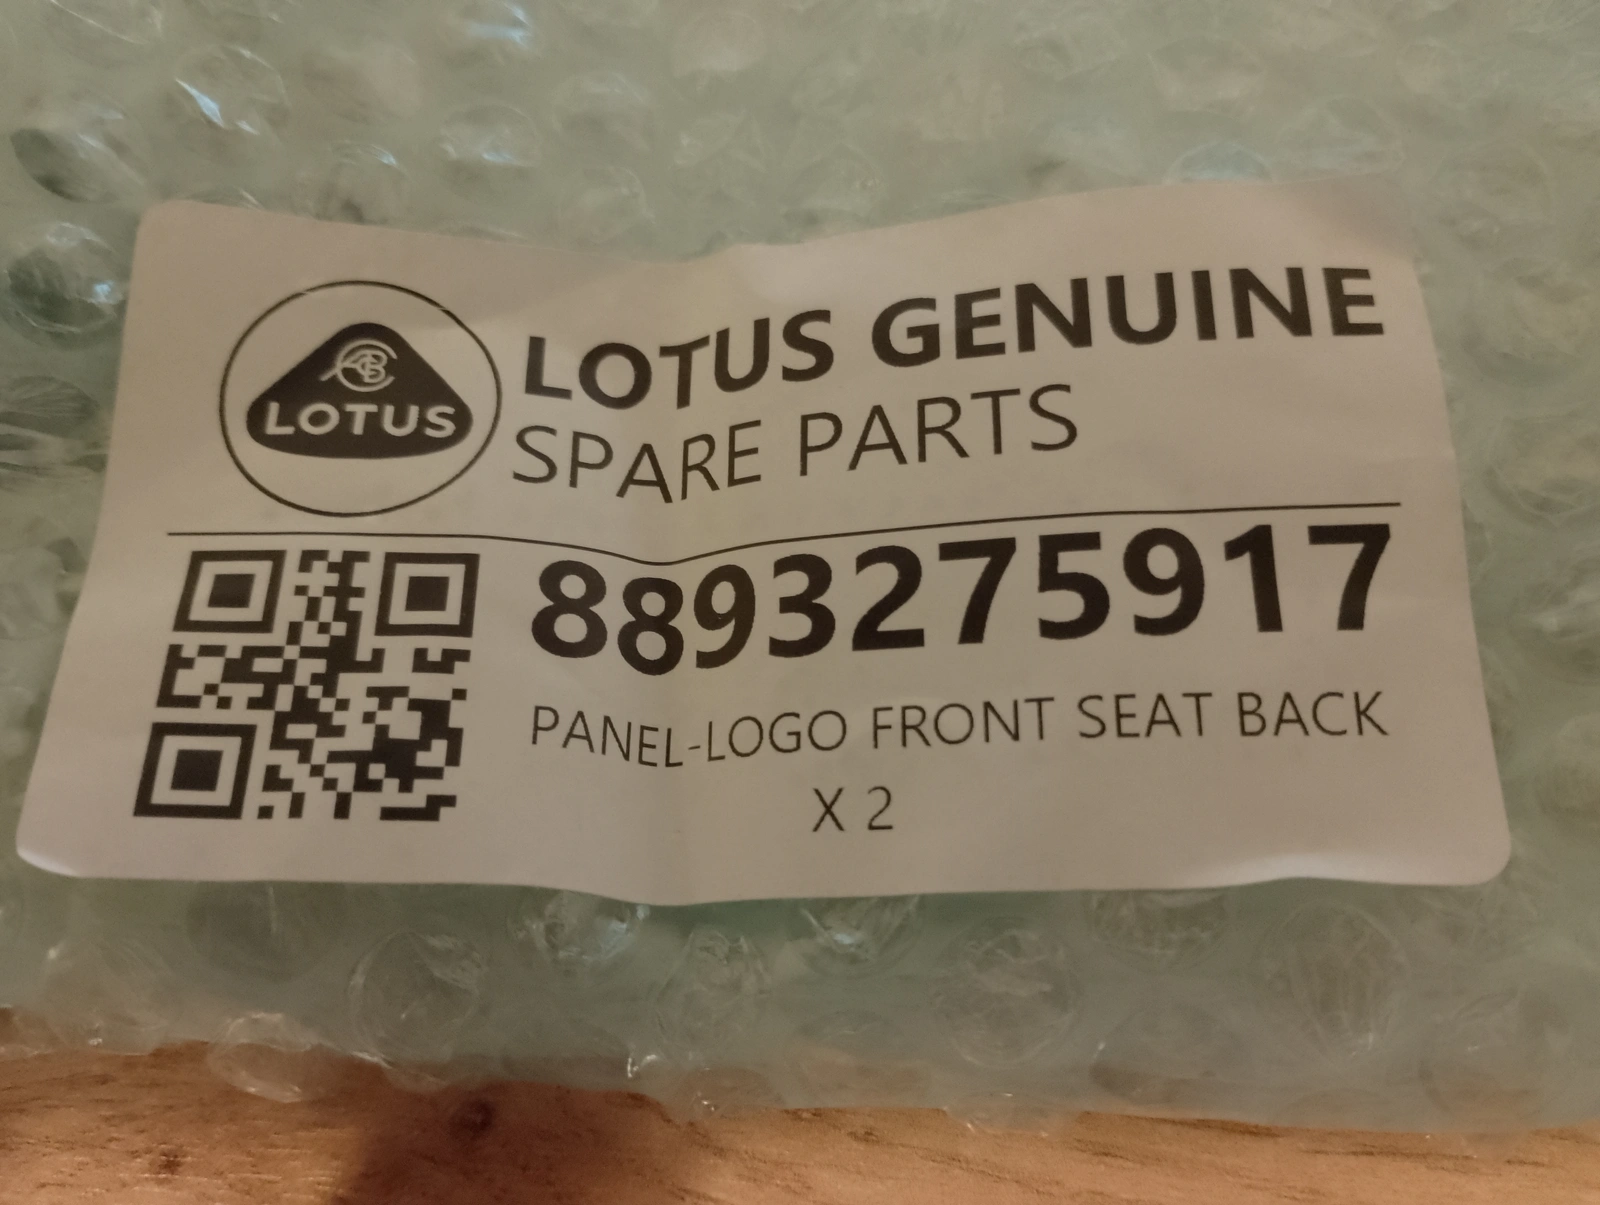 LOTUS
LOTUS GENUINE
SPARE PARTS
8893275917
PANEL-LOGO FRONT SEAT BACK
X 2